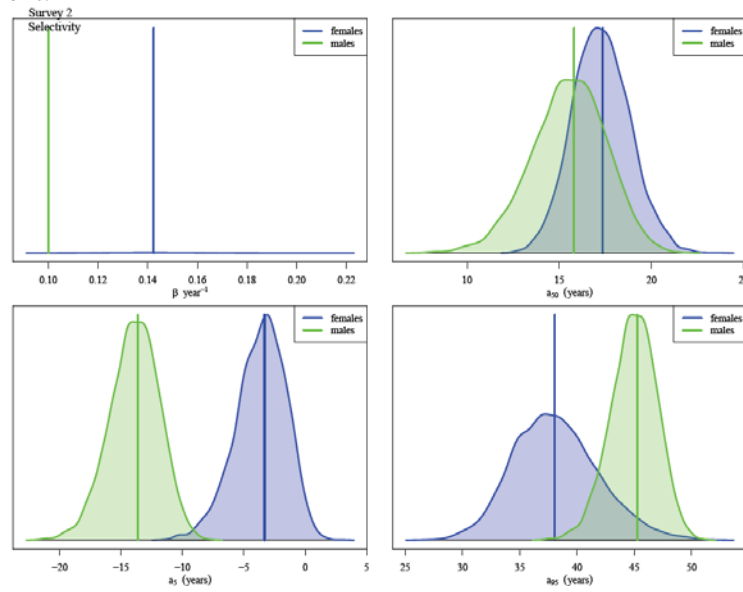 Survey 2
Selectivity
females
males
0.10 0.12 0.14 0.16 0.18 0.20 0.22
β year⁻¹
females
males
10 15 20
a₅₀ (years)
females
males
−20 −15 −10 −5 0 5
a₅ (years)
females
males
25 30 35 40 45 50
a₉₅ (years)